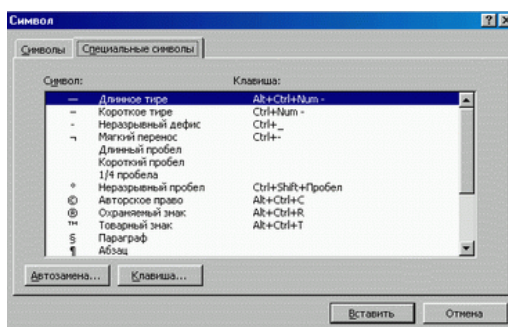 Символ
Символы Специальные символы
Символ: Клавиша:
— Длинное тире Alt+Ctrl+Num -
– Короткое тире Ctrl+Num -
- Неразрывный дефис Ctrl+_
¬ Мягкий перенос Ctrl+-
Длинный пробел
Короткий пробел
1/4 пробела
° Неразрывный пробел Ctrl+Shift+Пробел
© Авторское право Alt+Ctrl+C
® Охраняемый знак Alt+Ctrl+R
™ Товарный знак Alt+Ctrl+T
§ Параграф
¶ Абзац
Автозамена... Клавиша...
Вставить Отмена